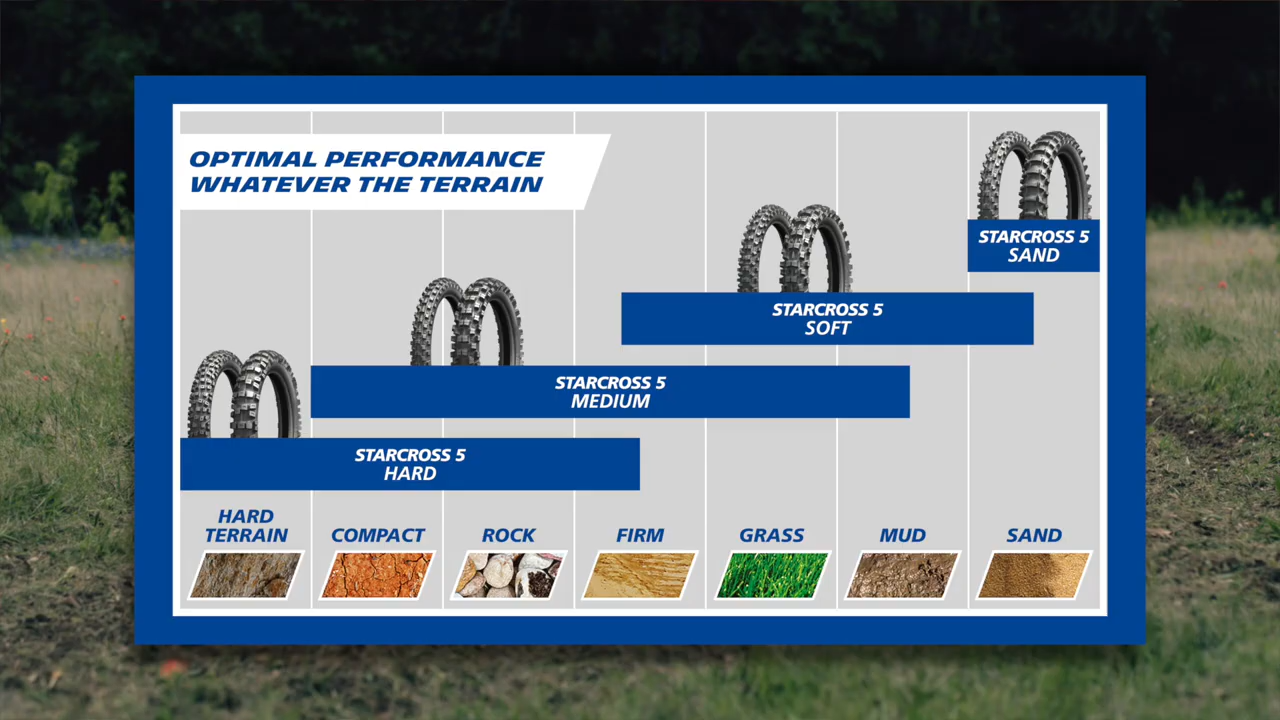 OPTIMAL PERFORMANCE
WHATEVER THE TERRAIN
STARCROSS 5
SAND
STARCROSS 5
SOFT
STARCROSS 5
MEDIUM
STARCROSS 5
HARD
HARD
TERRAIN
COMPACT
ROCK
FIRM
GRASS
MUD
SAND